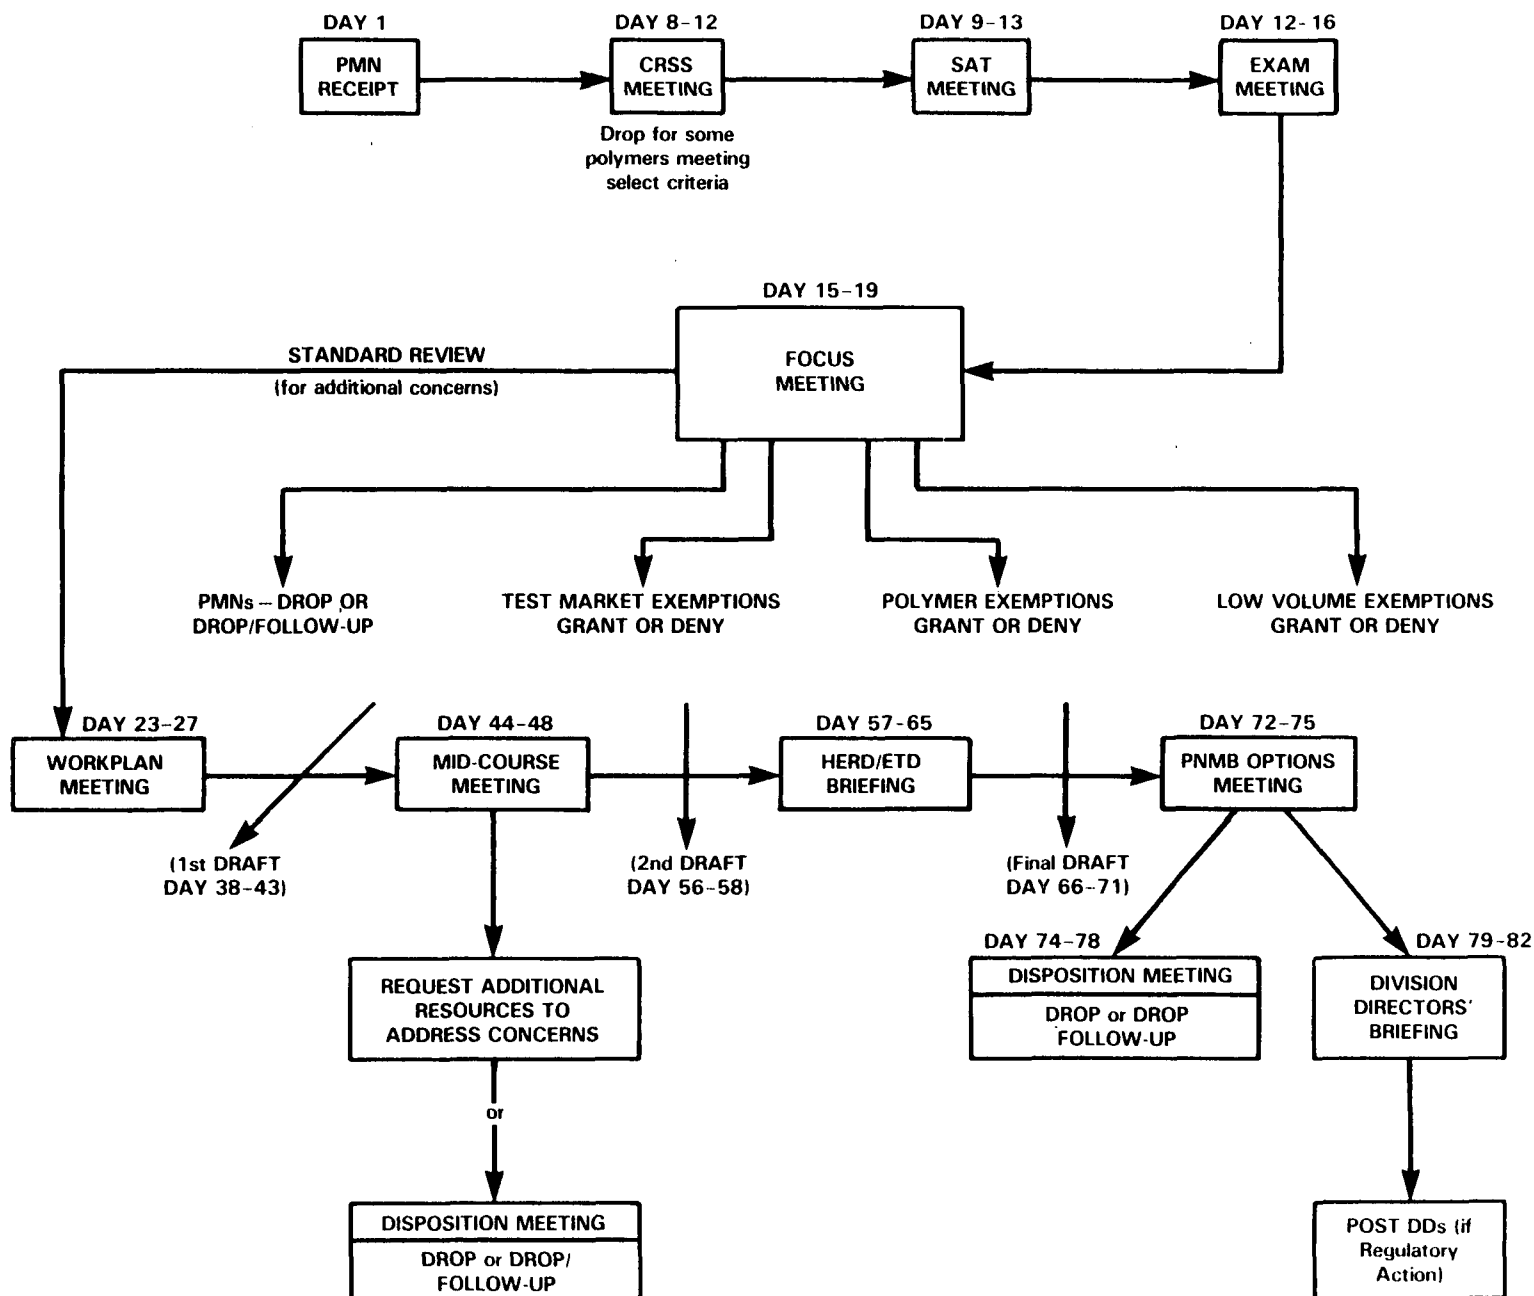 DAY 1
PMN
RECEIPT
DAY 8-12
CRSS
MEETING
Drop for some
polymers meeting
select criteria
DAY 9-13
SAT
MEETING
DAY 12-16
EXAM
MEETING
DAY 15-19
FOCUS
MEETING
STANDARD REVIEW
(for additional concerns)
PMNs – DROP OR
DROP/FOLLOW-UP
TEST MARKET EXEMPTIONS
GRANT OR DENY
POLYMER EXEMPTIONS
GRANT OR DENY
LOW VOLUME EXEMPTIONS
GRANT OR DENY
DAY 23-27
WORKPLAN
MEETING
(1st DRAFT
DAY 38-43)
DAY 44-48
MID-COURSE
MEETING
(2nd DRAFT
DAY 56-58)
DAY 57-65
HERD/ETD
BRIEFING
(Final DRAFT
DAY 66-71)
DAY 72-75
PNMB OPTIONS
MEETING
REQUEST ADDITIONAL
RESOURCES TO
ADDRESS CONCERNS
or
DISPOSITION MEETING
DROP or DROP/
FOLLOW-UP
DAY 74-78
DISPOSITION MEETING
DROP or DROP
FOLLOW-UP
DAY 79-82
DIVISION
DIRECTORS'
BRIEFING
POST DDs (if
Regulatory
Action)